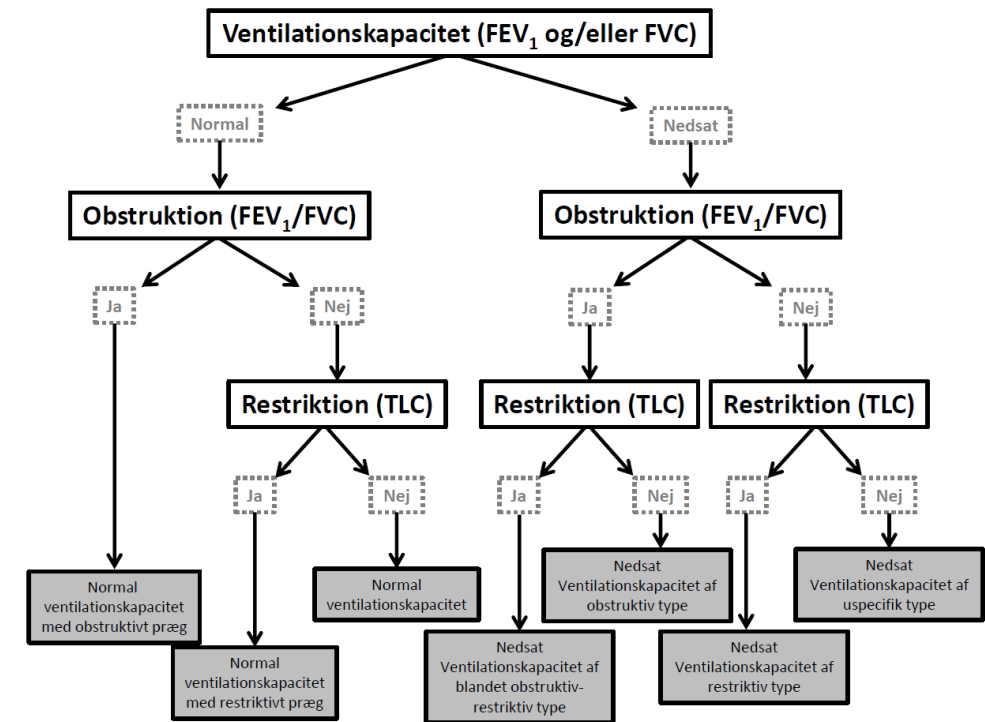 Ventilationskapacitet (FEV₁ og/eller FVC)
Normal
Nedsat
Obstruktion (FEV₁/FVC)
Obstruktion (FEV₁/FVC)
Ja
Nej
Ja
Nej
Restriktion (TLC)
Restriktion (TLC)
Restriktion (TLC)
Ja
Nej
Ja
Nej
Ja
Nej
Normal
ventilationskapacitet
med obstruktivt præg
Normal
ventilationskapacitet
med restriktivt præg
Normal
ventilationskapacitet
Nedsat
Ventilationskapacitet af
blandet obstruktiv-
restriktiv type
Nedsat
Ventilationskapacitet af
obstruktiv type
Nedsat
Ventilationskapacitet af
restriktiv type
Nedsat
Ventilationskapacitet af
uspecifik type